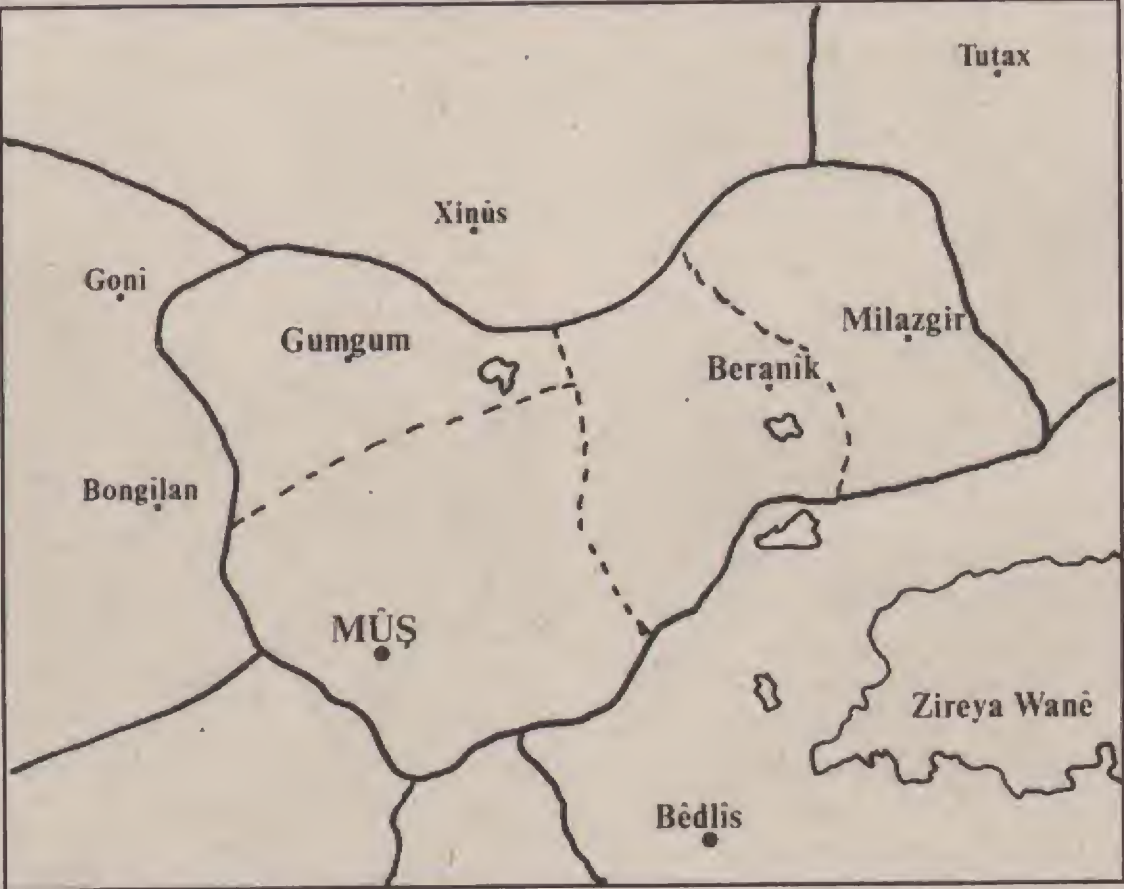 Tutax
Xinûs
Goni
Gumgum
Milazgir
Beranîk
Bongilan
MÛŞ
Zireya Wanê
Bêdlîs